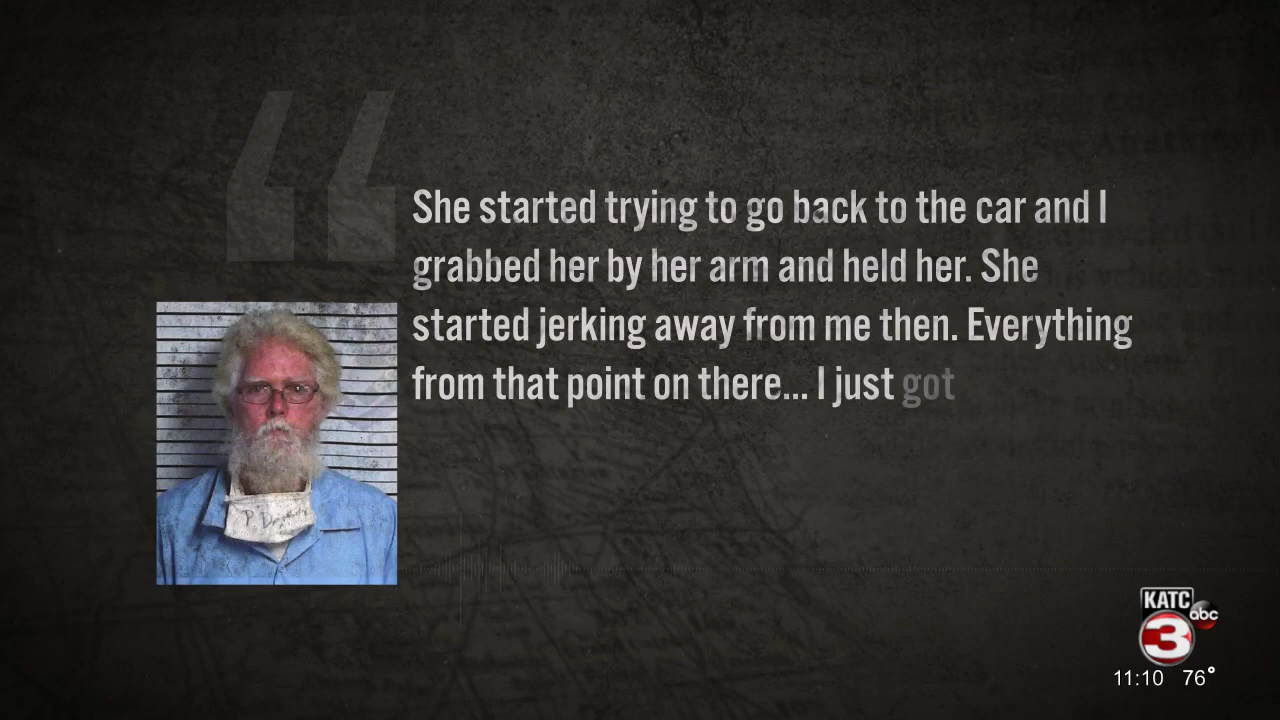 She started trying to go back to the car and I
grabbed her by her arm and held her. She
started jerking away from me then. Everything
from that point on there... I just got
KATC
abc
3
11:10 76°